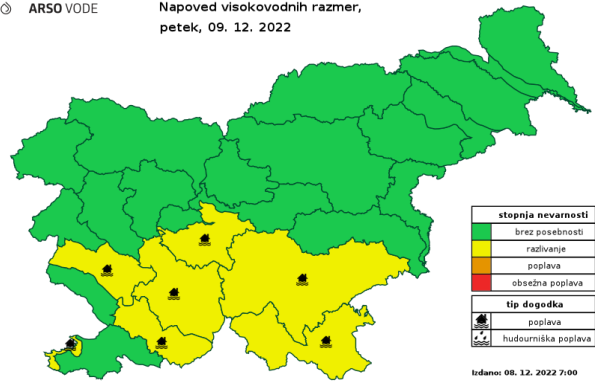 ARSO VODE
Napoved visokovodnih razmer,
petek, 09. 12. 2022
stopnja nevarnosti
brez posebnosti
razlivanje
poplava
obsežna poplava
tip dogodka
poplava
hudourniška poplava
Izdano: 08. 12. 2022 7:00